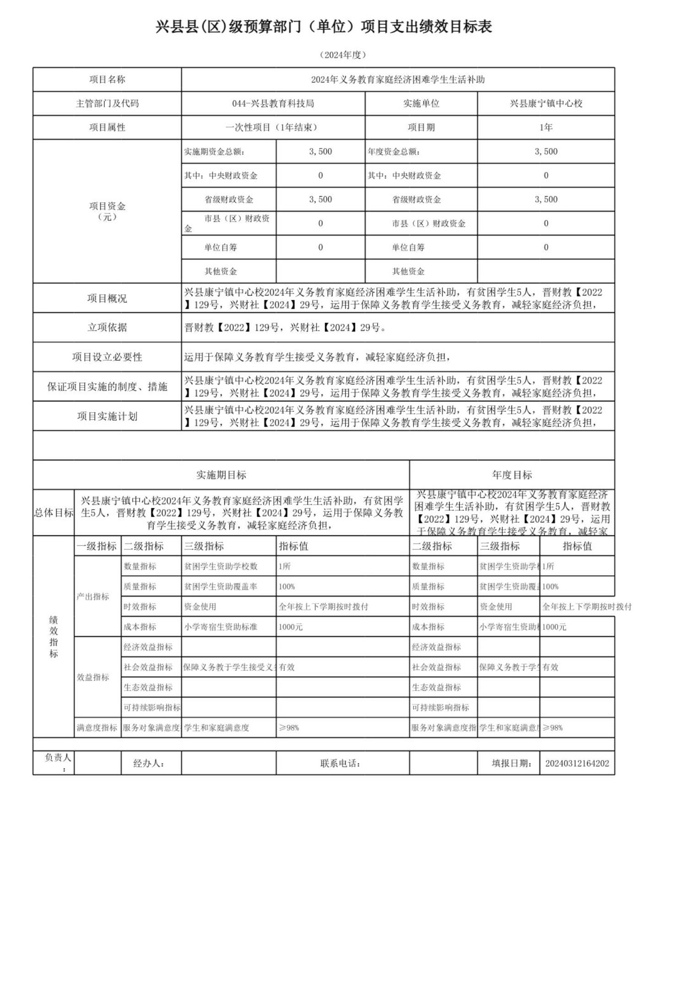 兴县县(区)级预算部门（单位）项目支出绩效目标表
（2024年度）
项目名称 2024年义务教育家庭经济困难学生生活补助
主管部门及代码 044-兴县教育科技局 实施单位 兴县康宁镇中心校
项目属性 一次性项目（1年结束） 项目期 1年
项目资金
（元）
实施期资金总额： 3,500 年度资金总额： 3,500
其中：中央财政资金 0 其中：中央财政资金 0
省级财政资金 3,500 省级财政资金 3,500
市县（区）财政资
金 0 市县（区）财政资金 0
单位自筹 0 单位自筹 0
其他资金 其他资金
项目概况
兴县康宁镇中心校2024年义务教育家庭经济困难学生生活补助，有贫困学生5人，晋财教【2022
】129号，兴财社【2024】29号，运用于保障义务教育学生接受义务教育，减轻家庭经济负担，
立项依据 晋财教【2022】129号，兴财社【2024】29号。
项目设立必要性 运用于保障义务教育学生接受义务教育，减轻家庭经济负担，
保证项目实施的制度、措施
兴县康宁镇中心校2024年义务教育家庭经济困难学生生活补助，有贫困学生5人，晋财教【2022
】129号，兴财社【2024】29号，运用于保障义务教育学生接受义务教育，减轻家庭经济负担，
项目实施计划
兴县康宁镇中心校2024年义务教育家庭经济困难学生生活补助，有贫困学生5人，晋财教【2022
】129号，兴财社【2024】29号，运用于保障义务教育学生接受义务教育，减轻家庭经济负担，
实施期目标 年度目标
总体目标
兴县康宁镇中心校2024年义务教育家庭经济困难学生生活补助，有贫困学
生5人，晋财教【2022】129号，兴财社【2024】29号，运用于保障义务教
育学生接受义务教育，减轻家庭经济负担，
兴县康宁镇中心校2024年义务教育家庭经济
困难学生生活补助，有贫困学生5人，晋财教
【2022】129号，兴财社【2024】29号，运用
于保障义务教育学生接受义务教育，减轻家
绩
效
指
标
一级指标 二级指标 三级指标 指标值 二级指标 三级指标 指标值
产出指标
数量指标 贫困学生资助学校数 1所 数量指标 贫困学生资助学 1所
质量指标 贫困学生资助覆盖率 100% 质量指标 贫困学生资助覆 100%
时效指标 资金使用 全年按上下学期按时拨付 时效指标 资金使用 全年按上下学期按时拨付
成本指标 小学寄宿生资助标准 1000元 成本指标 小学寄宿生资助 1000元
效益指标
经济效益指标 经济效益指标
社会效益指标 保障义务教于学生接受义 有效 社会效益指标 保障义务教于学 有效
生态效益指标 生态效益指标
可持续影响指标 可持续影响指标
满意度指标 服务对象满意度 学生和家庭满意度 ≥98% 服务对象满意度指 学生和家庭满意 ≥98%
负责人
： 经办人： 联系电话： 填报日期： 20240312164202